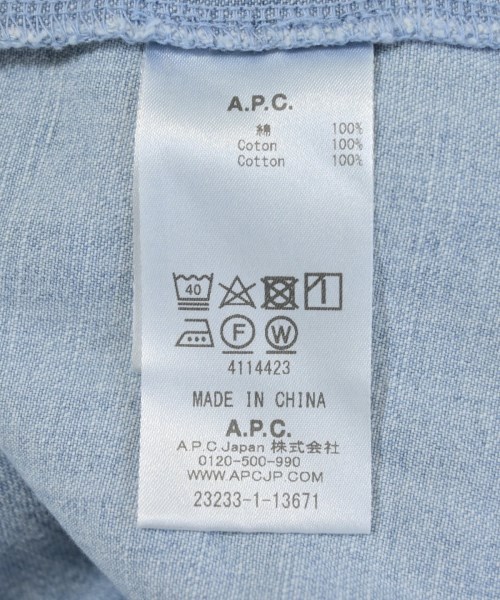 A.P.C.
綿 100%
Coton 100%
Cotton 100%
40
F W
4114423
MADE IN CHINA
A.P.C.
A.P.C.Japan 株式会社
0120-500-990
WWW.APCJP.COM
23233-1-13671